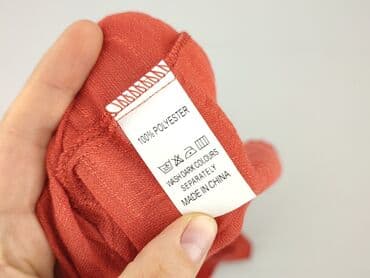 100% POLYESTER
WASH DARK COLOURS
SEPARATELY
MADE IN CHINA